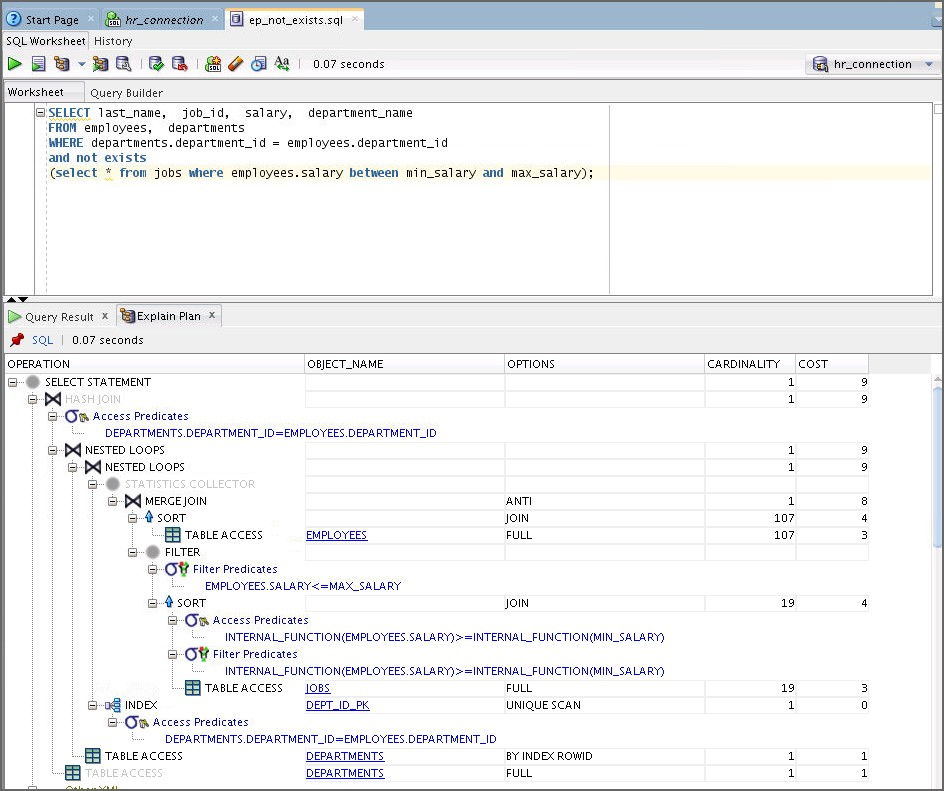 Start Page hr_connection ep_not_exists.sql
SQL Worksheet History
0.07 seconds hr_connection
Worksheet Query Builder
SELECT last_name, job_id, salary, department_name
FROM employees, departments
WHERE departments.department_id = employees.department_id
and not exists
(select * from jobs where employees.salary between min_salary and max_salary);
Query Result x Explain Plan x
SQL | 0.07 seconds
OPERATION OBJECT_NAME OPTIONS CARDINALITY COST
SELECT STATEMENT 1 9
HASH JOIN 1 9
Access Predicates
DEPARTMENTS.DEPARTMENT_ID=EMPLOYEES.DEPARTMENT_ID
NESTED LOOPS 1 9
NESTED LOOPS 1 9
STATISTICS COLLECTOR
MERGE JOIN ANTI 1 8
SORT JOIN 107 4
TABLE ACCESS EMPLOYEES FULL 107 3
FILTER
Filter Predicates
EMPLOYEES.SALARY<=MAX_SALARY
SORT JOIN 19 4
Access Predicates
INTERNAL_FUNCTION(EMPLOYEES.SALARY)>=INTERNAL_FUNCTION(MIN_SALARY)
Filter Predicates
INTERNAL_FUNCTION(EMPLOYEES.SALARY)>=INTERNAL_FUNCTION(MIN_SALARY)
TABLE ACCESS JOBS FULL 19 3
INDEX DEPT_ID_PK UNIQUE SCAN 1 0
Access Predicates
DEPARTMENTS.DEPARTMENT_ID=EMPLOYEES.DEPARTMENT_ID
TABLE ACCESS DEPARTMENTS BY INDEX ROWID 1 1
TABLE ACCESS DEPARTMENTS FULL 1 1